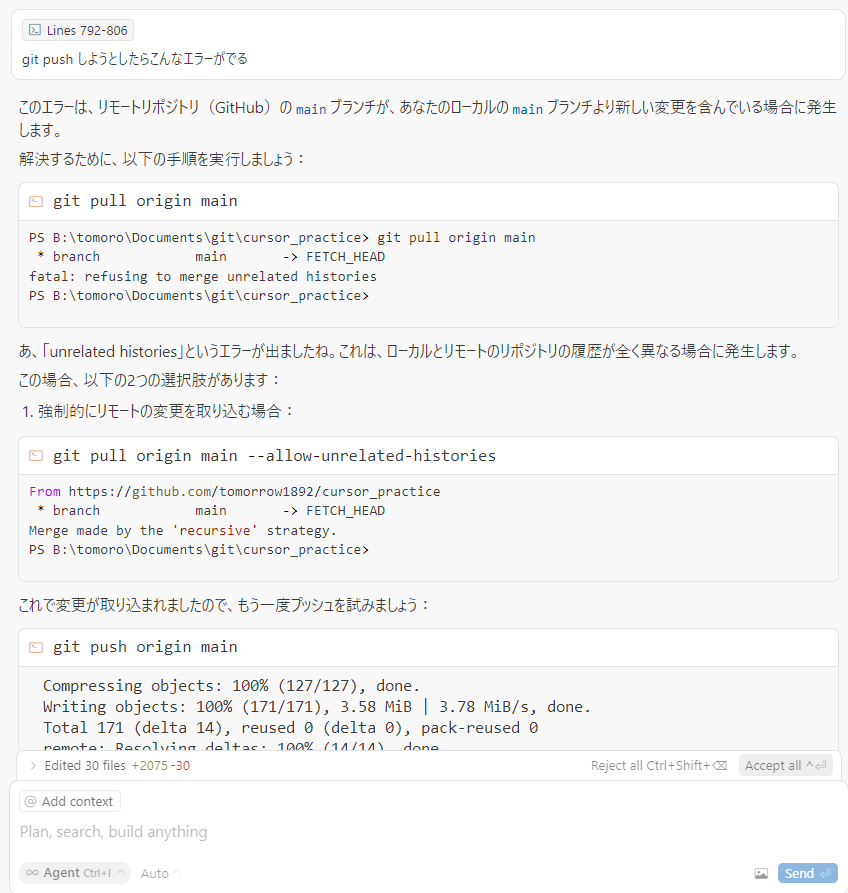 Lines 792-806
git push しようとしたらこんなエラーがでる
このエラーは、リモートリポジトリ（GitHub）の main ブランチが、あなたのローカルの main ブランチより新しい変更を含んでいる場合に発生
します。
解決するために、以下の手順を実行しましょう：
git pull origin main
PS B:\tomoro\Documents\git\cursor_practice> git pull origin main
* branch            main       -> FETCH_HEAD
fatal: refusing to merge unrelated histories
PS B:\tomoro\Documents\git\cursor_practice>
あ、「unrelated histories」というエラーが出ましたね。これは、ローカルとリモートのリポジトリの履歴が全く異なる場合に発生します。
この場合、以下の2つの選択肢があります：
1. 強制的にリモートの変更を取り込む場合：
git pull origin main --allow-unrelated-histories
From https://github.com/tomorrow1892/cursor_practice
* branch            main       -> FETCH_HEAD
Merge made by the 'recursive' strategy.
PS B:\tomoro\Documents\git\cursor_practice>
これで変更が取り込まれましたので、もう一度プッシュを試みましょう：
git push origin main
Compressing objects: 100% (127/127), done.
Writing objects: 100% (171/171), 3.58 MiB | 3.78 MiB/s, done.
Total 171 (delta 14), reused 0 (delta 0), pack-reused 0
remote: Resolving deltas: 100% (14/14), done.
Edited 30 files +2075 -30 Reject all Ctrl+Shift+⌫ Accept all ^⏎
@ Add context
Plan, search, build anything
∞ Agent Ctrl+I ^ Auto ^ Send ⏎